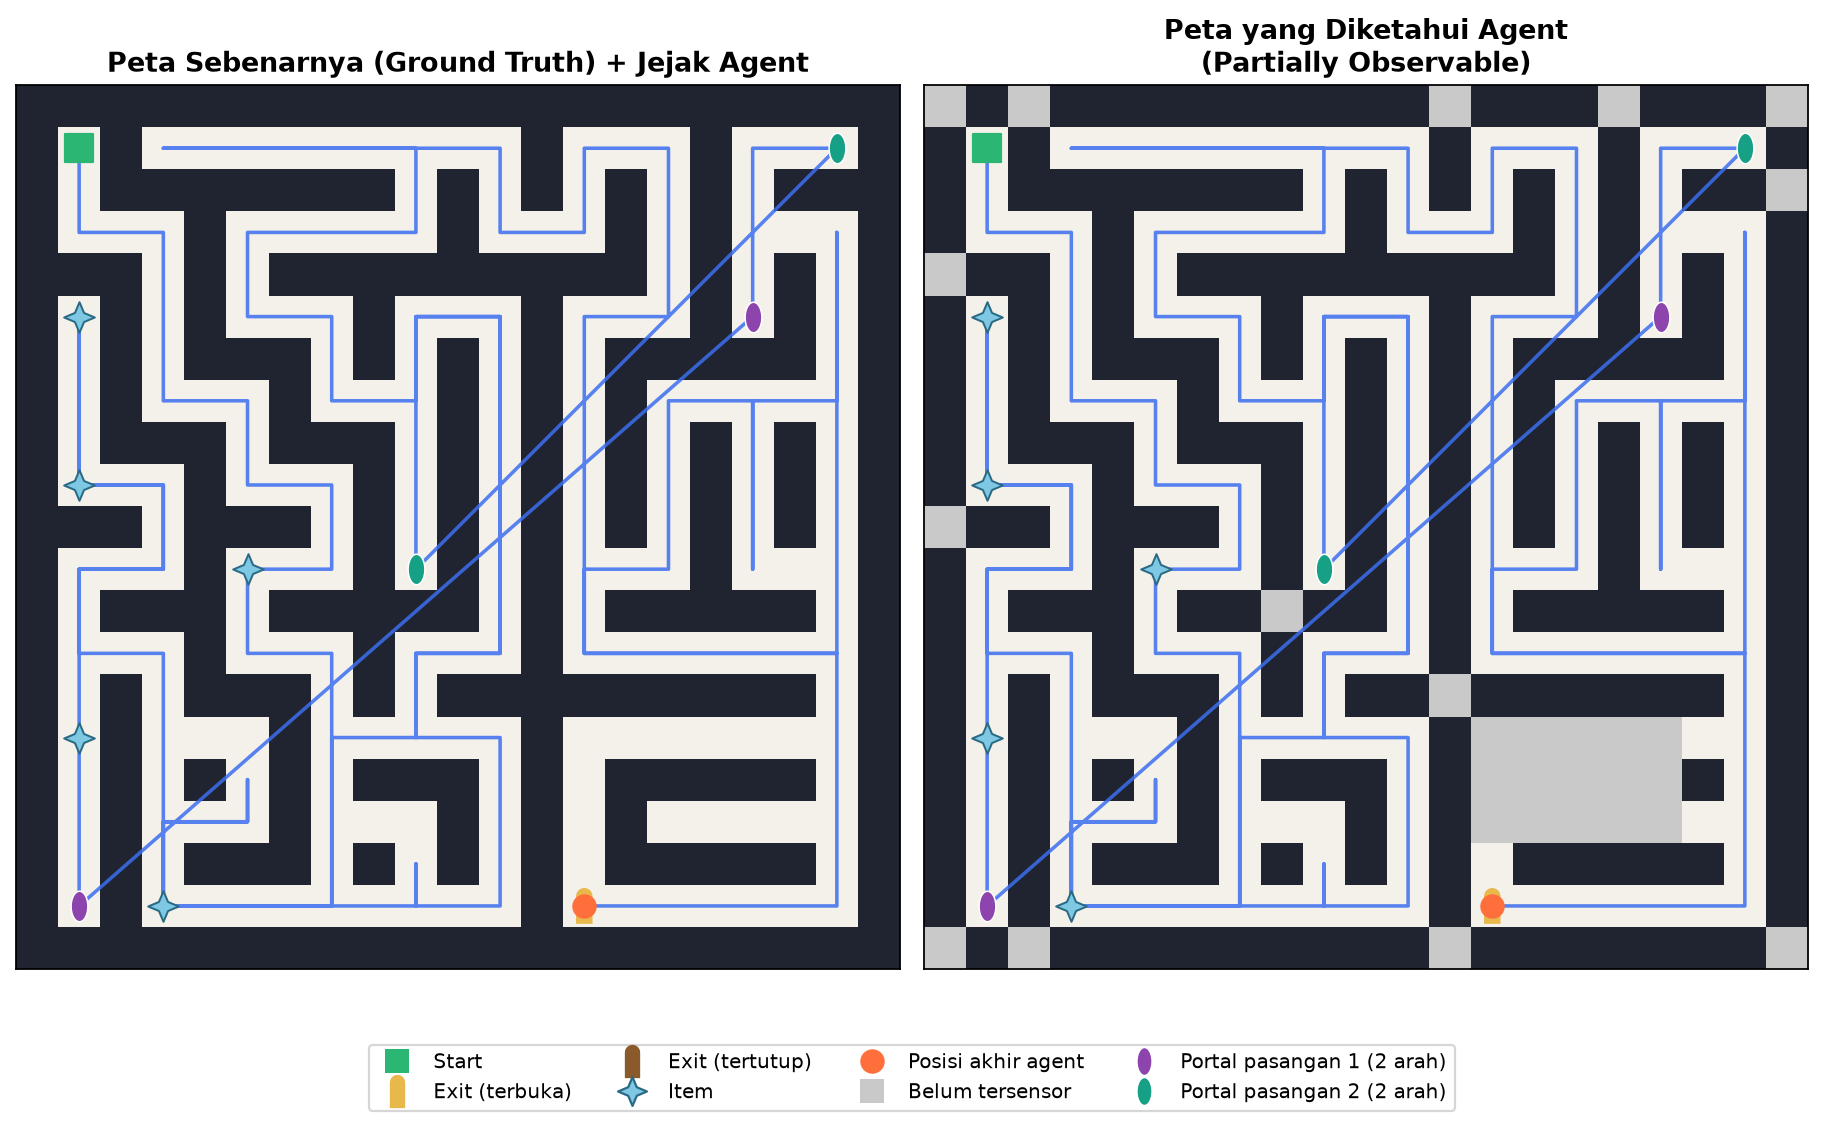 Peta Sebenarnya (Ground Truth) + Jejak Agent
Peta yang Diketahui Agent
(Partially Observable)
Start
Exit (terbuka)
Exit (tertutup)
Item
Posisi akhir agent
Belum tersensor
Portal pasangan 1 (2 arah)
Portal pasangan 2 (2 arah)